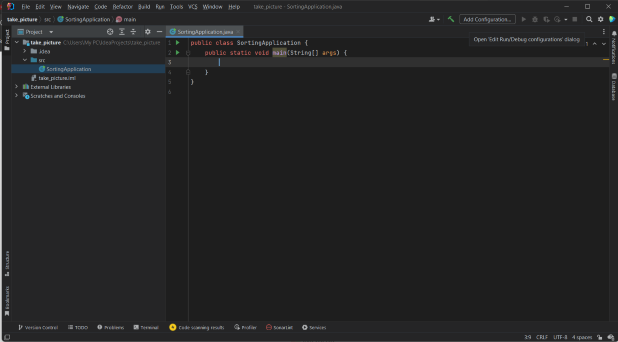 File Edit View Navigate Code Refactor Build Run Tools VCS Window Help take_picture - SortingApplication.java
take_picture src SortingApplication main Add Configuration...
Project SortingApplication.java
Open 'Edit Run/Debug configurations' dialog
take_picture C:\Users\My PC\IdeaProjects\take_picture
.idea
src
SortingApplication
take_picture.iml
External Libraries
Scratches and Consoles
1 public class SortingApplication {
2 public static void main(String[] args) {
3
4 }
5 }
6
Project
Structure
Bookmarks
Notifications
Database
Version Control TODO Problems Terminal Code scanning results Profiler SonarLint Services
3:9 CRLF UTF-8 4 spaces